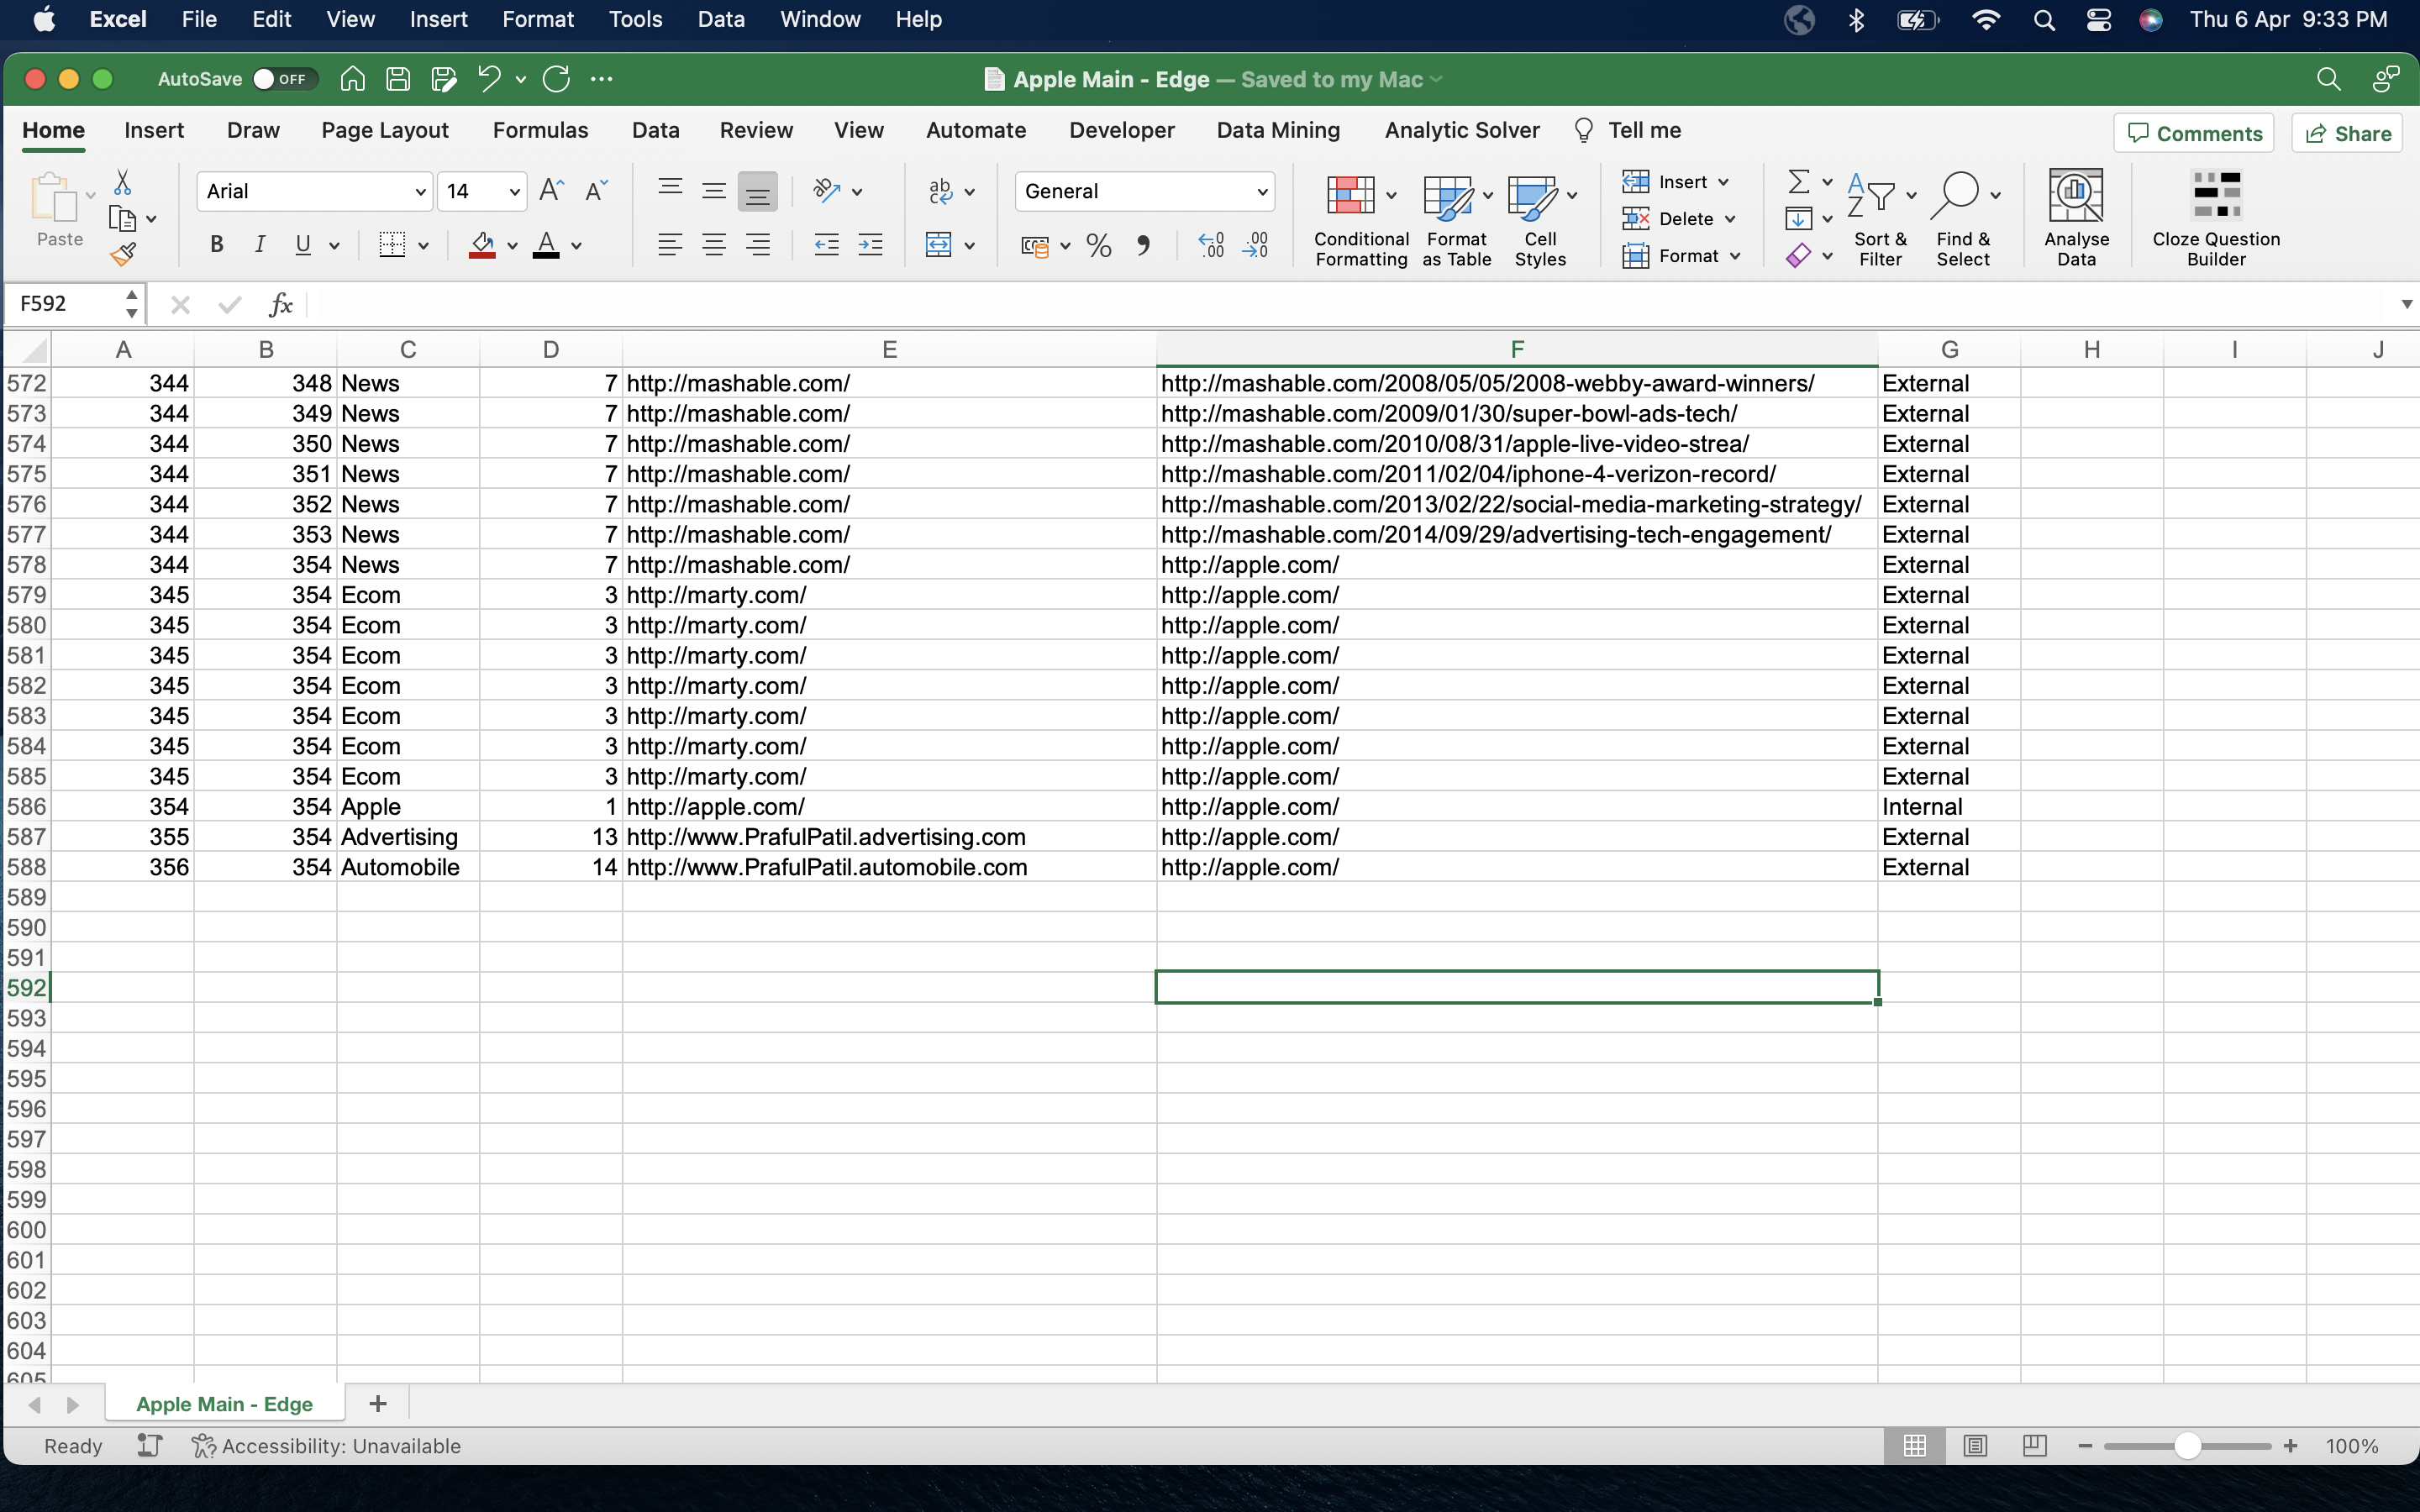 Excel File Edit View Insert Format Tools Data Window Help Thu 6 Apr 9:33 PM
AutoSave OFF Apple Main - Edge — Saved to my Mac
Home Insert Draw Page Layout Formulas Data Review View Automate Developer Data Mining Analytic Solver Tell me Comments Share
Paste
Arial 14
B I U
ab
General
%
Conditional Formatting
Format as Table
Cell Styles
Insert
Delete
Format
Sort & Filter
Find & Select
Analyse Data
Cloze Question Builder
F592 fx
A B C D E F G H I J
572 344 348 News 7 http://mashable.com/ http://mashable.com/2008/05/05/2008-webby-award-winners/ External
573 344 349 News 7 http://mashable.com/ http://mashable.com/2009/01/30/super-bowl-ads-tech/ External
574 344 350 News 7 http://mashable.com/ http://mashable.com/2010/08/31/apple-live-video-strea/ External
575 344 351 News 7 http://mashable.com/ http://mashable.com/2011/02/04/iphone-4-verizon-record/ External
576 344 352 News 7 http://mashable.com/ http://mashable.com/2013/02/22/social-media-marketing-strategy/ External
577 344 353 News 7 http://mashable.com/ http://mashable.com/2014/09/29/advertising-tech-engagement/ External
578 344 354 News 7 http://mashable.com/ http://apple.com/ External
579 345 354 Ecom 3 http://marty.com/ http://apple.com/ External
580 345 354 Ecom 3 http://marty.com/ http://apple.com/ External
581 345 354 Ecom 3 http://marty.com/ http://apple.com/ External
582 345 354 Ecom 3 http://marty.com/ http://apple.com/ External
583 345 354 Ecom 3 http://marty.com/ http://apple.com/ External
584 345 354 Ecom 3 http://marty.com/ http://apple.com/ External
585 345 354 Ecom 3 http://marty.com/ http://apple.com/ External
586 354 354 Apple 1 http://apple.com/ http://apple.com/ Internal
587 355 354 Advertising 13 http://www.PrafulPatil.advertising.com http://apple.com/ External
588 356 354 Automobile 14 http://www.PrafulPatil.automobile.com http://apple.com/ External
589
590
591
592
593
594
595
596
597
598
599
600
601
602
603
604
605
Apple Main - Edge +
Ready Accessibility: Unavailable 100%